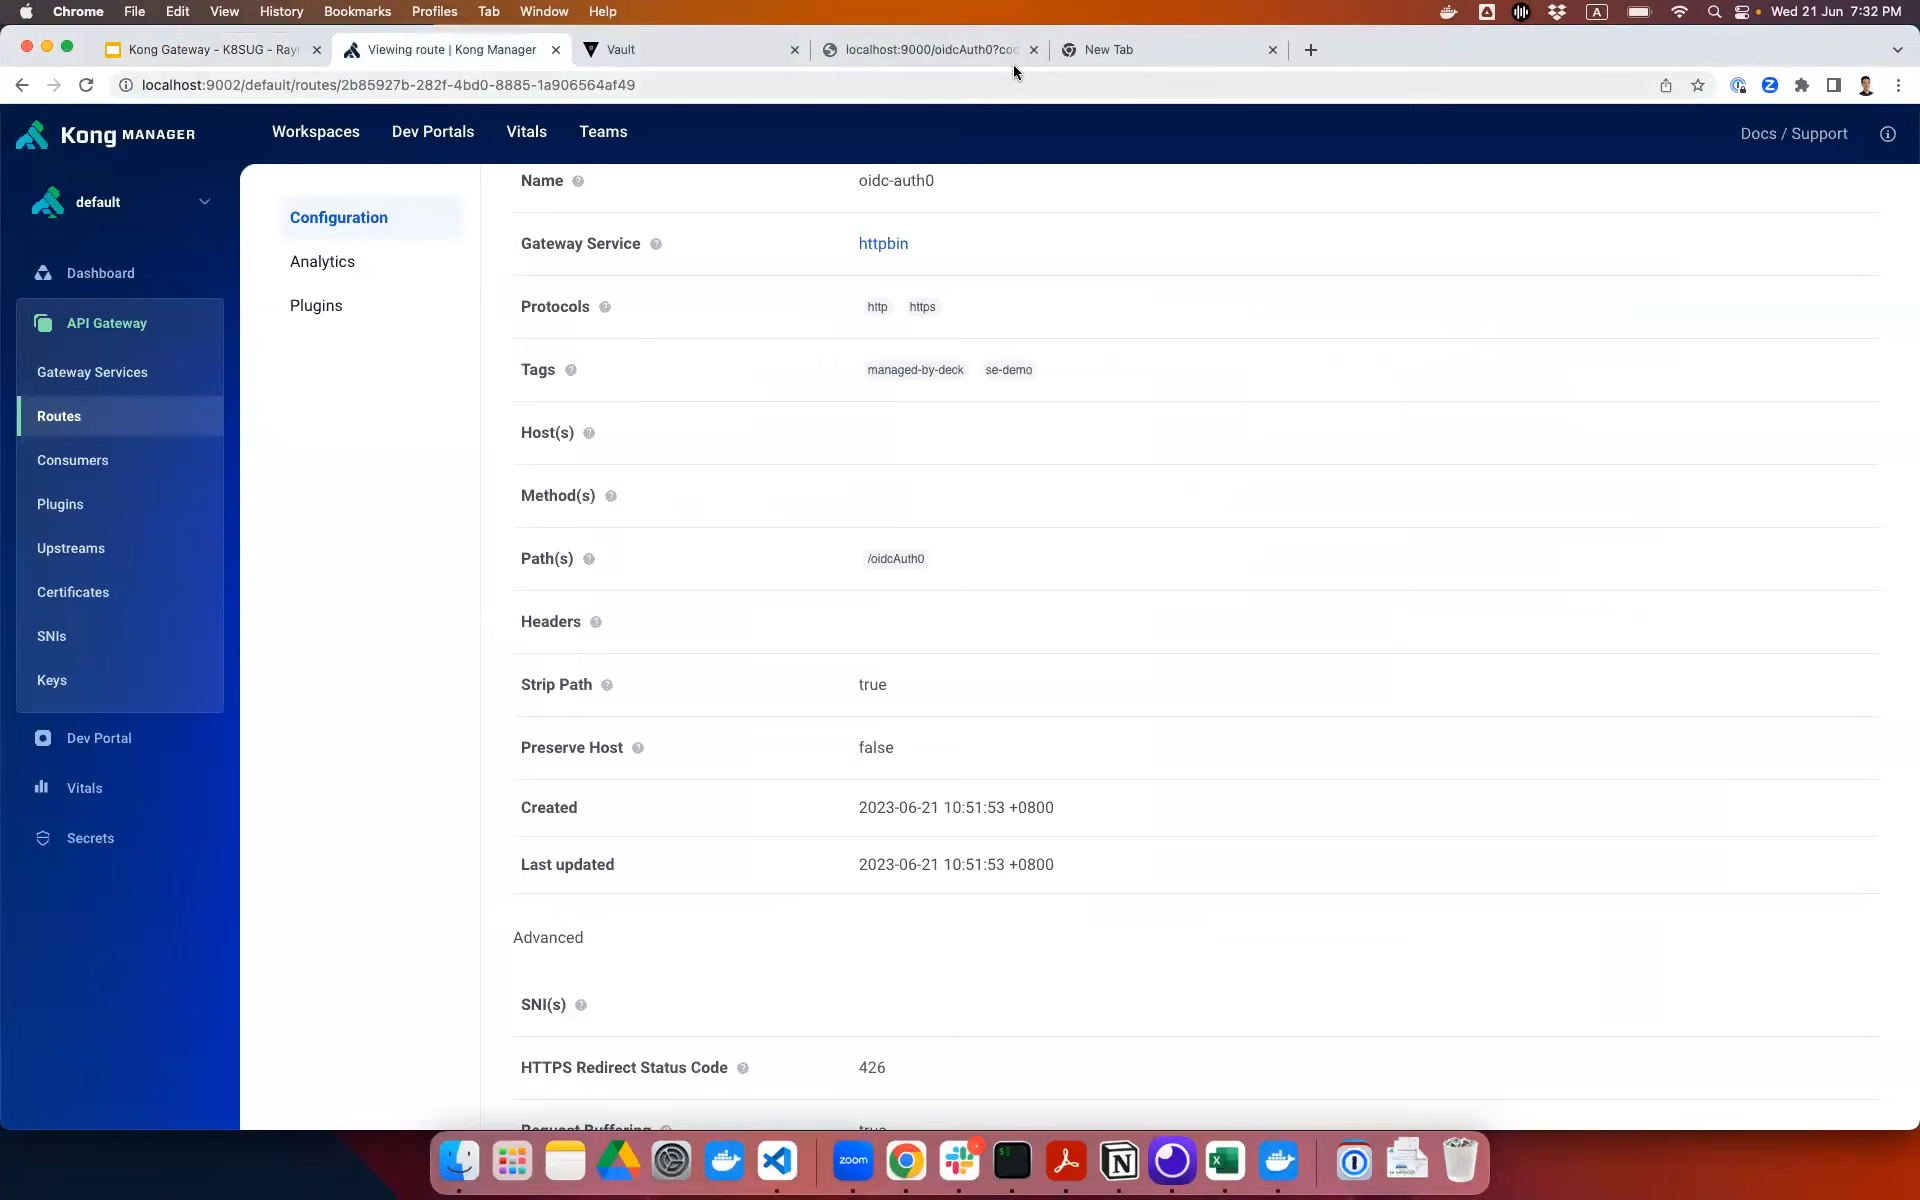 Chrome File Edit View History Bookmarks Profiles Tab Window Help
A Wed 21 Jun 7:32 PM
Kong Gateway - K8SUG - Ray
Viewing route | Kong Manager
Vault
localhost:9000/oidcAuth0?co
New Tab
localhost:9002/default/routes/2b85927b-282f-4bd0-8885-1a906564af49
Kong MANAGER
Workspaces Dev Portals Vitals Teams
Docs / Support
default
Dashboard
API Gateway
Gateway Services
Routes
Consumers
Plugins
Upstreams
Certificates
SNIs
Keys
Dev Portal
Vitals
Secrets
Configuration
Analytics
Plugins
Name oidc-auth0
Gateway Service httpbin
Protocols http https
Tags managed-by-deck se-demo
Host(s)
Method(s)
Path(s) /oidcAuth0
Headers
Strip Path true
Preserve Host false
Created 2023-06-21 10:51:53 +0800
Last updated 2023-06-21 10:51:53 +0800
Advanced
SNI(s)
HTTPS Redirect Status Code 426
Request Buffering true
zoom